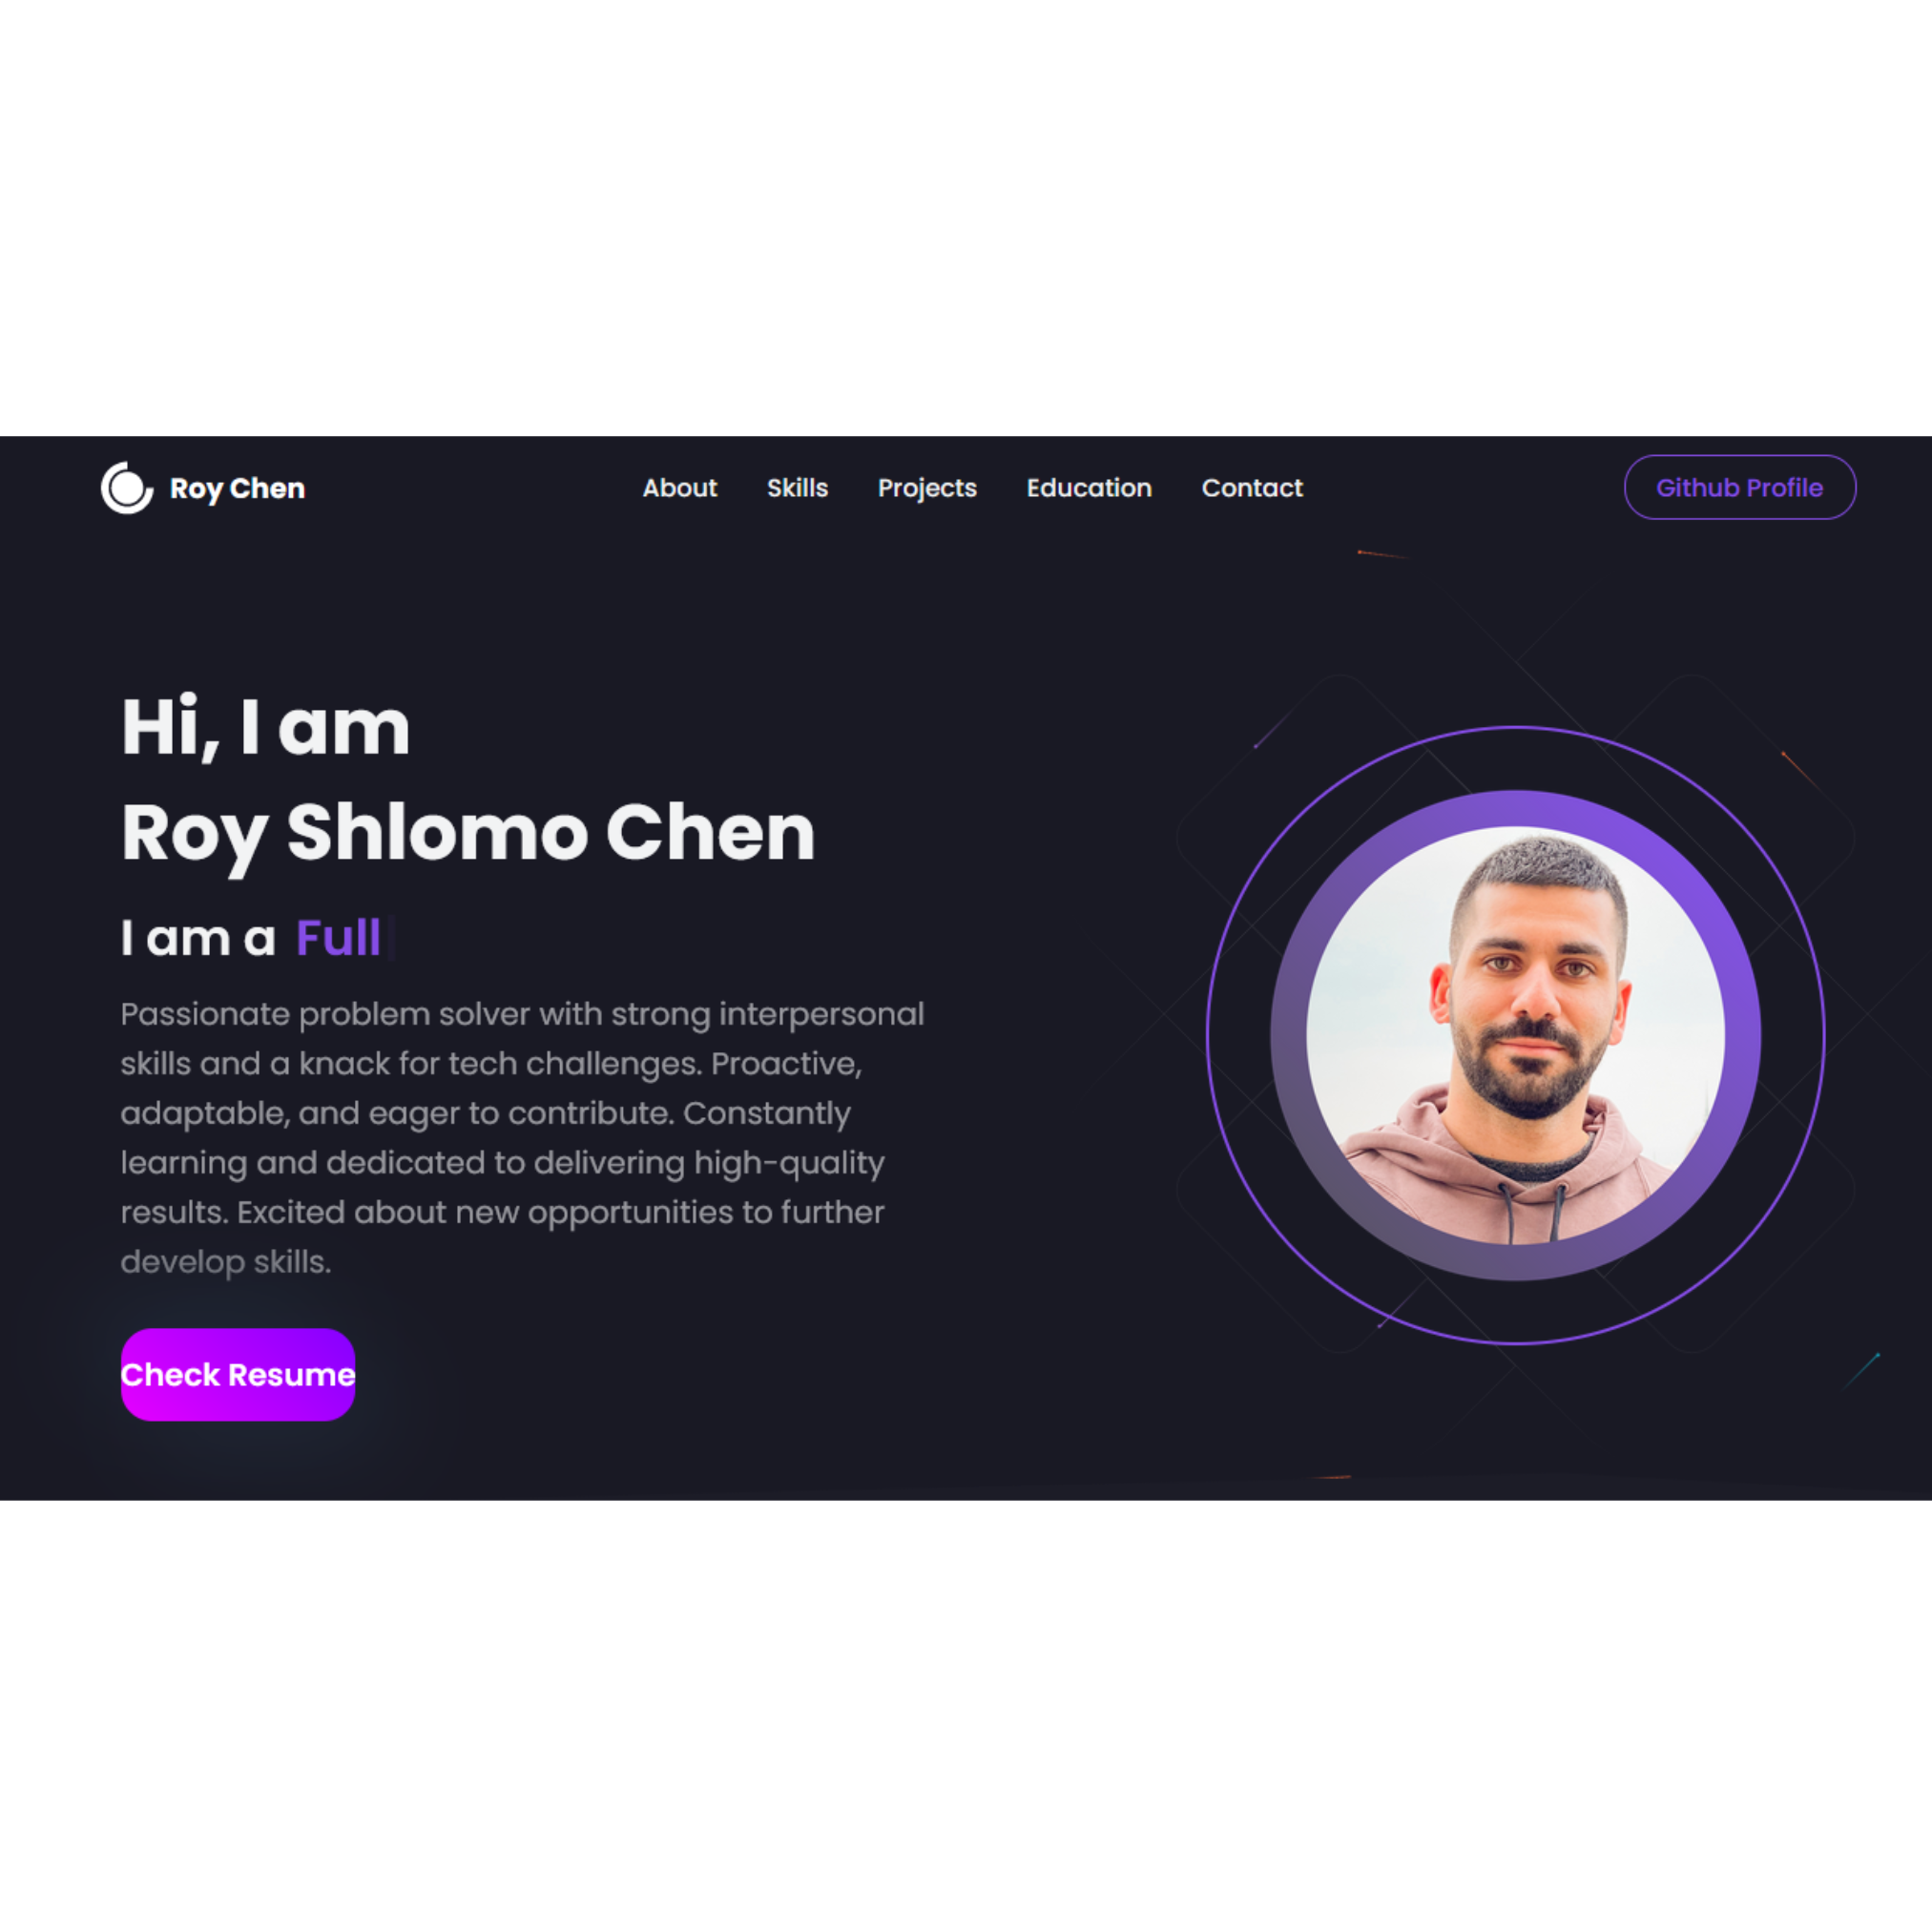 Roy Chen
About Skills Projects Education Contact
Github Profile
Hi, I am
Roy Shlomo Chen
I am a Full
Passionate problem solver with strong interpersonal
skills and a knack for tech challenges. Proactive,
adaptable, and eager to contribute. Constantly
learning and dedicated to delivering high-quality
results. Excited about new opportunities to further
develop skills.
Check Resume